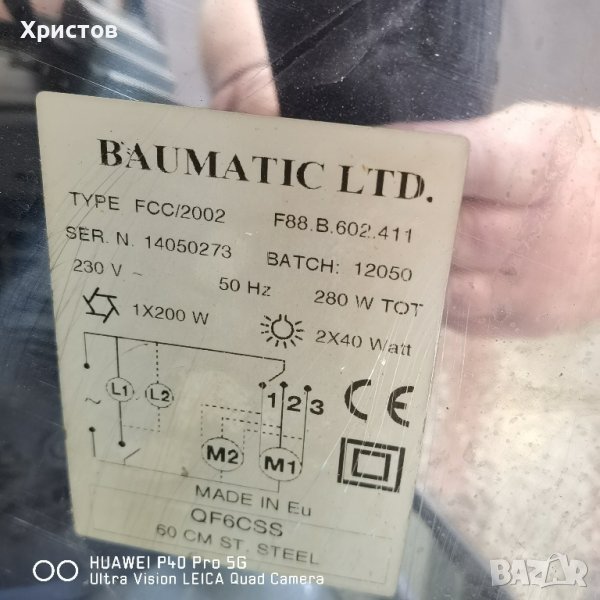 Христов
BAUMATIC LTD.
TYPE FCC/2002 F88.B.602.411
SER. N. 14050273 BATCH: 12050
230 V ~ 50 Hz 280 W TOT
1X200 W 2X40 Watt
L1 L2 1 2 3 CE
~
M2 M1
MADE IN Eu
QF6CSS
60 CM ST. STEEL
HUAWEI P40 Pro 5G
Ultra Vision LEICA Quad Camera
BAZAR